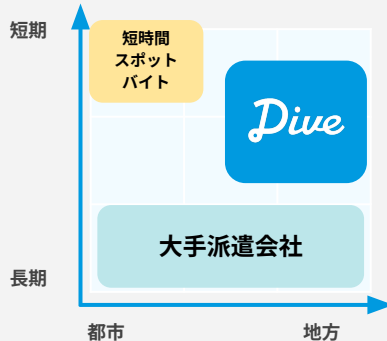 短期
短時間
スポット
バイト
Dive
大手派遣会社
長期
都市
地方